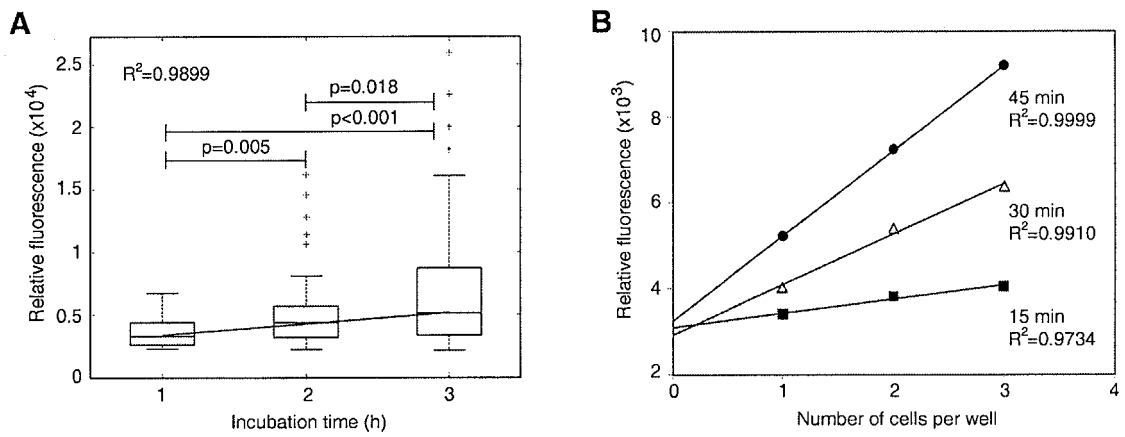 A
Relative fluorescence (x10⁴)
2.5
2
1.5
1
0.5
0
R²=0.9899
p=0.018
p<0.001
p=0.005
1 2 3
Incubation time (h)
B
Relative fluorescence (x10³)
10
8
6
4
2
45 min
R²=0.9999
30 min
R²=0.9910
15 min
R²=0.9734
0 1 2 3 4
Number of cells per well